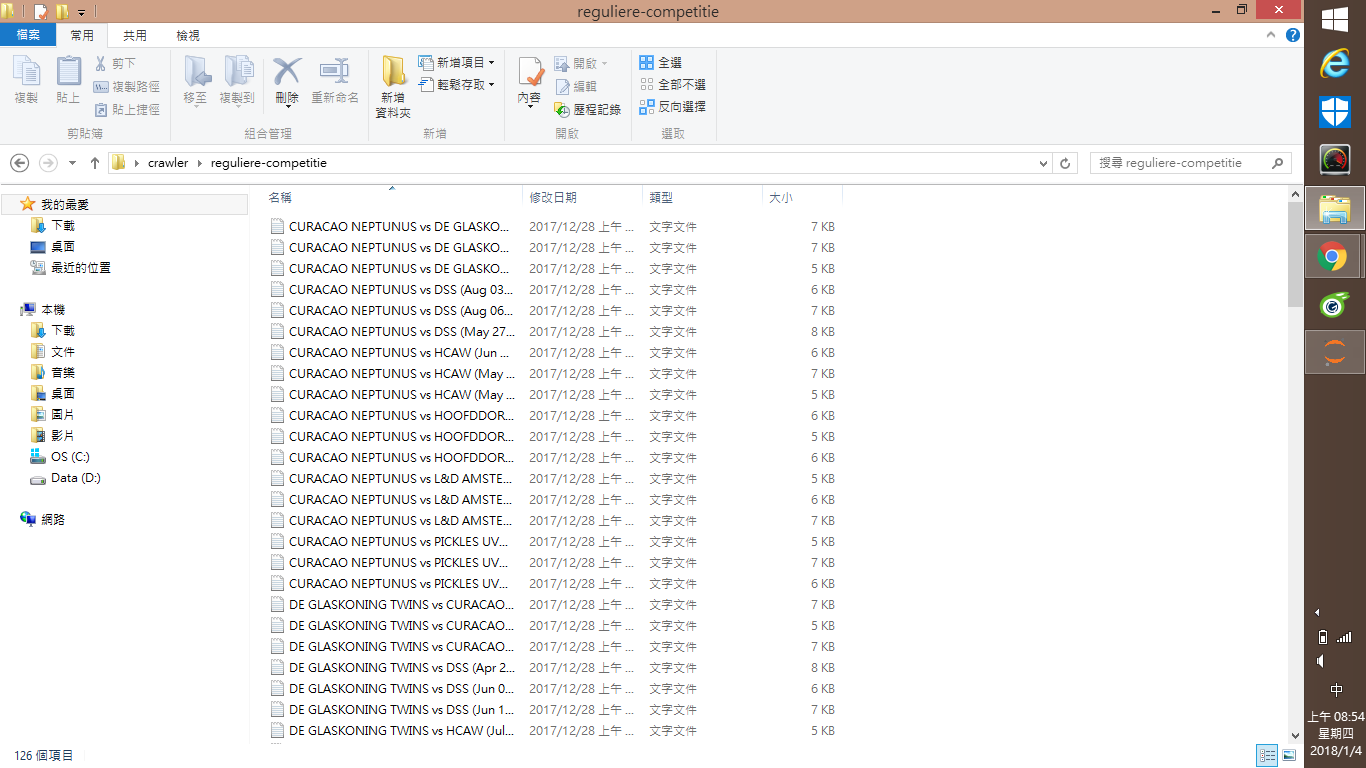 reguliere-competitie
檔案 常用 共用 檢視
複製 貼上 剪下 複製路徑 貼上捷徑 剪貼簿
移至 複製到 刪除 重新命名 組合管理
新增資料夾 新增項目 輕鬆存取 新增
內容 開啟 編輯 歷程記錄 開啟
全選 全部不選 反向選擇 選取
crawler reguliere-competitie 搜尋 reguliere-competitie
我的最愛
下載
桌面
最近的位置
本機
下載
文件
音樂
桌面
圖片
影片
OS (C:)
Data (D:)
網路
名稱 修改日期 類型 大小
CURACAO NEPTUNUS vs DE GLASKO... 2017/12/28 上午 ... 文字文件 7 KB
CURACAO NEPTUNUS vs DE GLASKO... 2017/12/28 上午 ... 文字文件 7 KB
CURACAO NEPTUNUS vs DE GLASKO... 2017/12/28 上午 ... 文字文件 5 KB
CURACAO NEPTUNUS vs DSS (Aug 03... 2017/12/28 上午 ... 文字文件 6 KB
CURACAO NEPTUNUS vs DSS (Aug 06... 2017/12/28 上午 ... 文字文件 7 KB
CURACAO NEPTUNUS vs DSS (May 27... 2017/12/28 上午 ... 文字文件 8 KB
CURACAO NEPTUNUS vs HCAW (Jun ... 2017/12/28 上午 ... 文字文件 6 KB
CURACAO NEPTUNUS vs HCAW (May ... 2017/12/28 上午 ... 文字文件 7 KB
CURACAO NEPTUNUS vs HCAW (May ... 2017/12/28 上午 ... 文字文件 5 KB
CURACAO NEPTUNUS vs HOOFDDOR... 2017/12/28 上午 ... 文字文件 6 KB
CURACAO NEPTUNUS vs HOOFDDOR... 2017/12/28 上午 ... 文字文件 5 KB
CURACAO NEPTUNUS vs HOOFDDOR... 2017/12/28 上午 ... 文字文件 6 KB
CURACAO NEPTUNUS vs L&D AMSTE... 2017/12/28 上午 ... 文字文件 5 KB
CURACAO NEPTUNUS vs L&D AMSTE... 2017/12/28 上午 ... 文字文件 6 KB
CURACAO NEPTUNUS vs L&D AMSTE... 2017/12/28 上午 ... 文字文件 7 KB
CURACAO NEPTUNUS vs PICKLES UV... 2017/12/28 上午 ... 文字文件 5 KB
CURACAO NEPTUNUS vs PICKLES UV... 2017/12/28 上午 ... 文字文件 7 KB
CURACAO NEPTUNUS vs PICKLES UV... 2017/12/28 上午 ... 文字文件 6 KB
DE GLASKONING TWINS vs CURACAO... 2017/12/28 上午 ... 文字文件 7 KB
DE GLASKONING TWINS vs CURACAO... 2017/12/28 上午 ... 文字文件 5 KB
DE GLASKONING TWINS vs CURACAO... 2017/12/28 上午 ... 文字文件 7 KB
DE GLASKONING TWINS vs DSS (Apr 2... 2017/12/28 上午 ... 文字文件 8 KB
DE GLASKONING TWINS vs DSS (Jun 0... 2017/12/28 上午 ... 文字文件 6 KB
DE GLASKONING TWINS vs DSS (Jun 1... 2017/12/28 上午 ... 文字文件 7 KB
DE GLASKONING TWINS vs HCAW (Jul... 2017/12/28 上午 ... 文字文件 5 KB
126 個項目
中
上午 08:54
星期四
2018/1/4